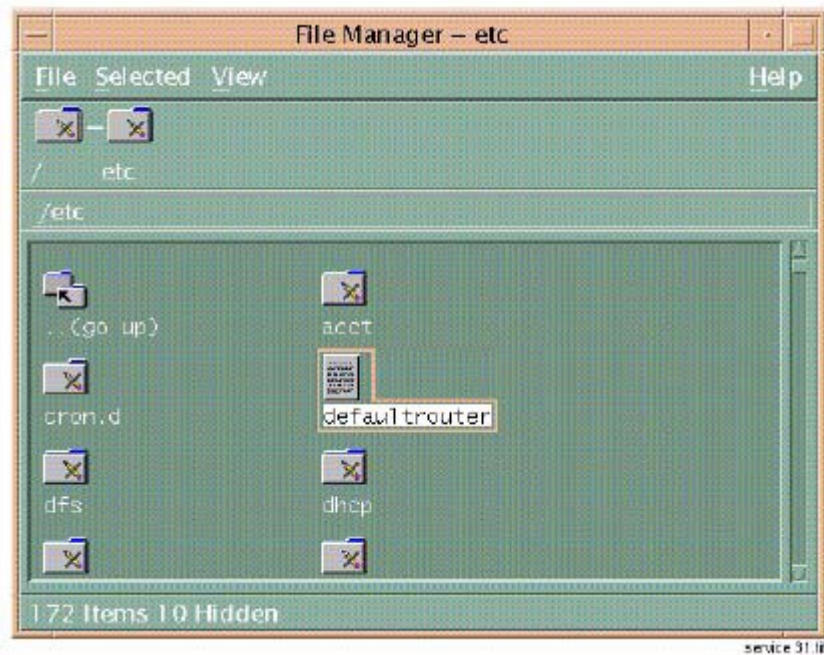 File Manager – etc
File Selected View Help
/ etc
/etc
..(go up) acct
cron.d defaultrouter
dfs dhcp
172 Items 10 Hidden
service 31.fi